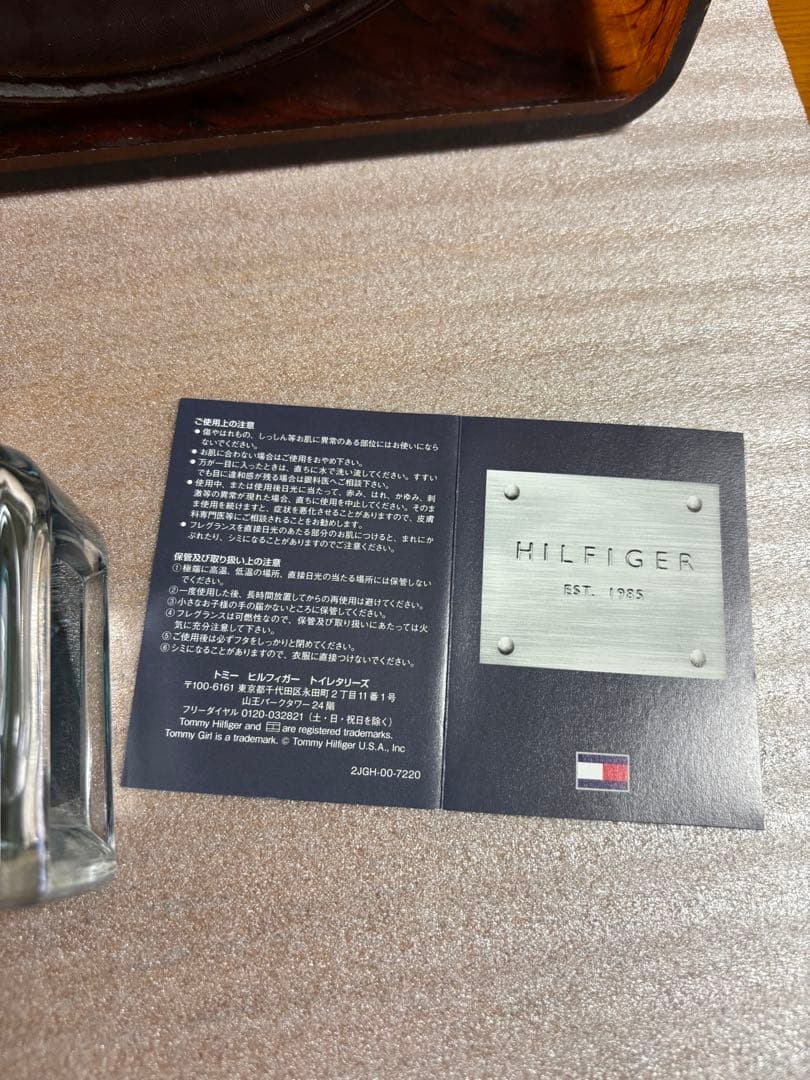 ご使用上の注意
● 傷やはれもの、しっしん等お肌に異常のある部位にはお使いになら
ないでください。
● お肌に合わない場合はご使用をおやめ下さい。
● 万が一目に入ったときは、直ちに水で洗い流してください。すすい
でも目に違和感が残る場合は眼科医へご相談下さい。
● 使用中、または使用後日光に当たって、赤み、はれ、かゆみ、刺
激等の異常が現れた場合、直ちに使用を中止してください。そのま
ま使用を続けますと、症状を悪化させることがありますので、皮膚
科専門医等にご相談されることをお勧めします。
● フレグランスを直接日光のあたる部分のお肌につけると、まれにか
ぶれたり、シミになることがありますのでご注意ください。
保管及び取り扱い上の注意
①極端に高温、低温の場所、直接日光の当たる場所には保管しない
でください。
②一度使用した後、長時間放置してからの再使用は避けてください。
③小さなお子様の手の届かないところに保管してください。
④フレグランスは可燃性なので、保管及び取り扱いにあたっては火
気に充分注意して下さい。
⑤ご使用後は必ずフタをしっかりと閉めてください。
⑥シミになることがありますので、衣服に直接つけないでください。
トミー ヒルフィガー トイレタリーズ
〒100-6161 東京都千代田区永田町2丁目11番1号
山王パークタワー24階
フリーダイヤル 0120-032821（土・日・祝日を除く）
Tommy Hilfiger and are registered trademarks.
Tommy Girl is a trademark. © Tommy Hilfiger U.S.A., Inc
2JGH-00-7220
HILFIGER
EST. 1985